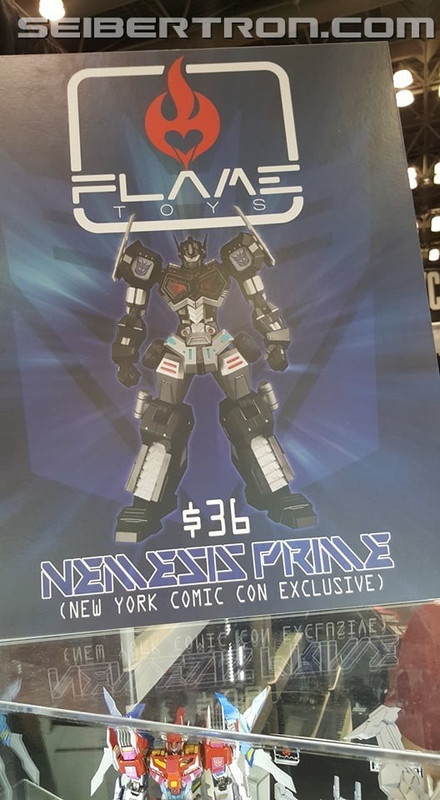 SEIBERTRON.COM
FLAME
TOYS
$36
NEMESIS PRIME
(NEW YORK COMIC CON EXCLUSIVE)